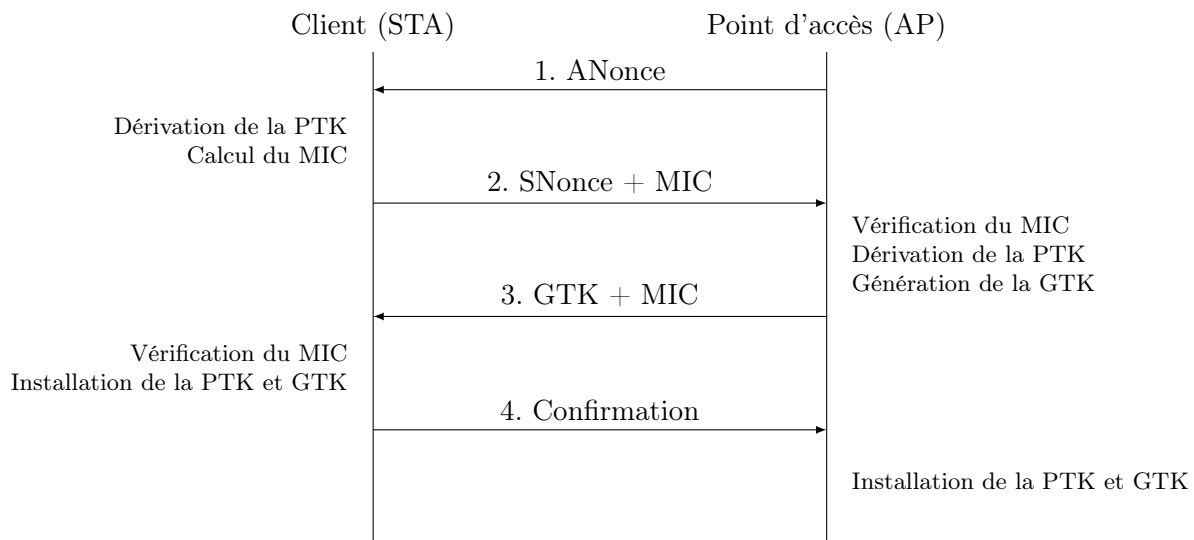 Client (STA)
Point d'accès (AP)
1. ANonce
Dérivation de la PTK
Calcul du MIC
2. SNonce + MIC
Vérification du MIC
Dérivation de la PTK
Génération de la GTK
3. GTK + MIC
Vérification du MIC
Installation de la PTK et GTK
4. Confirmation
Installation de la PTK et GTK